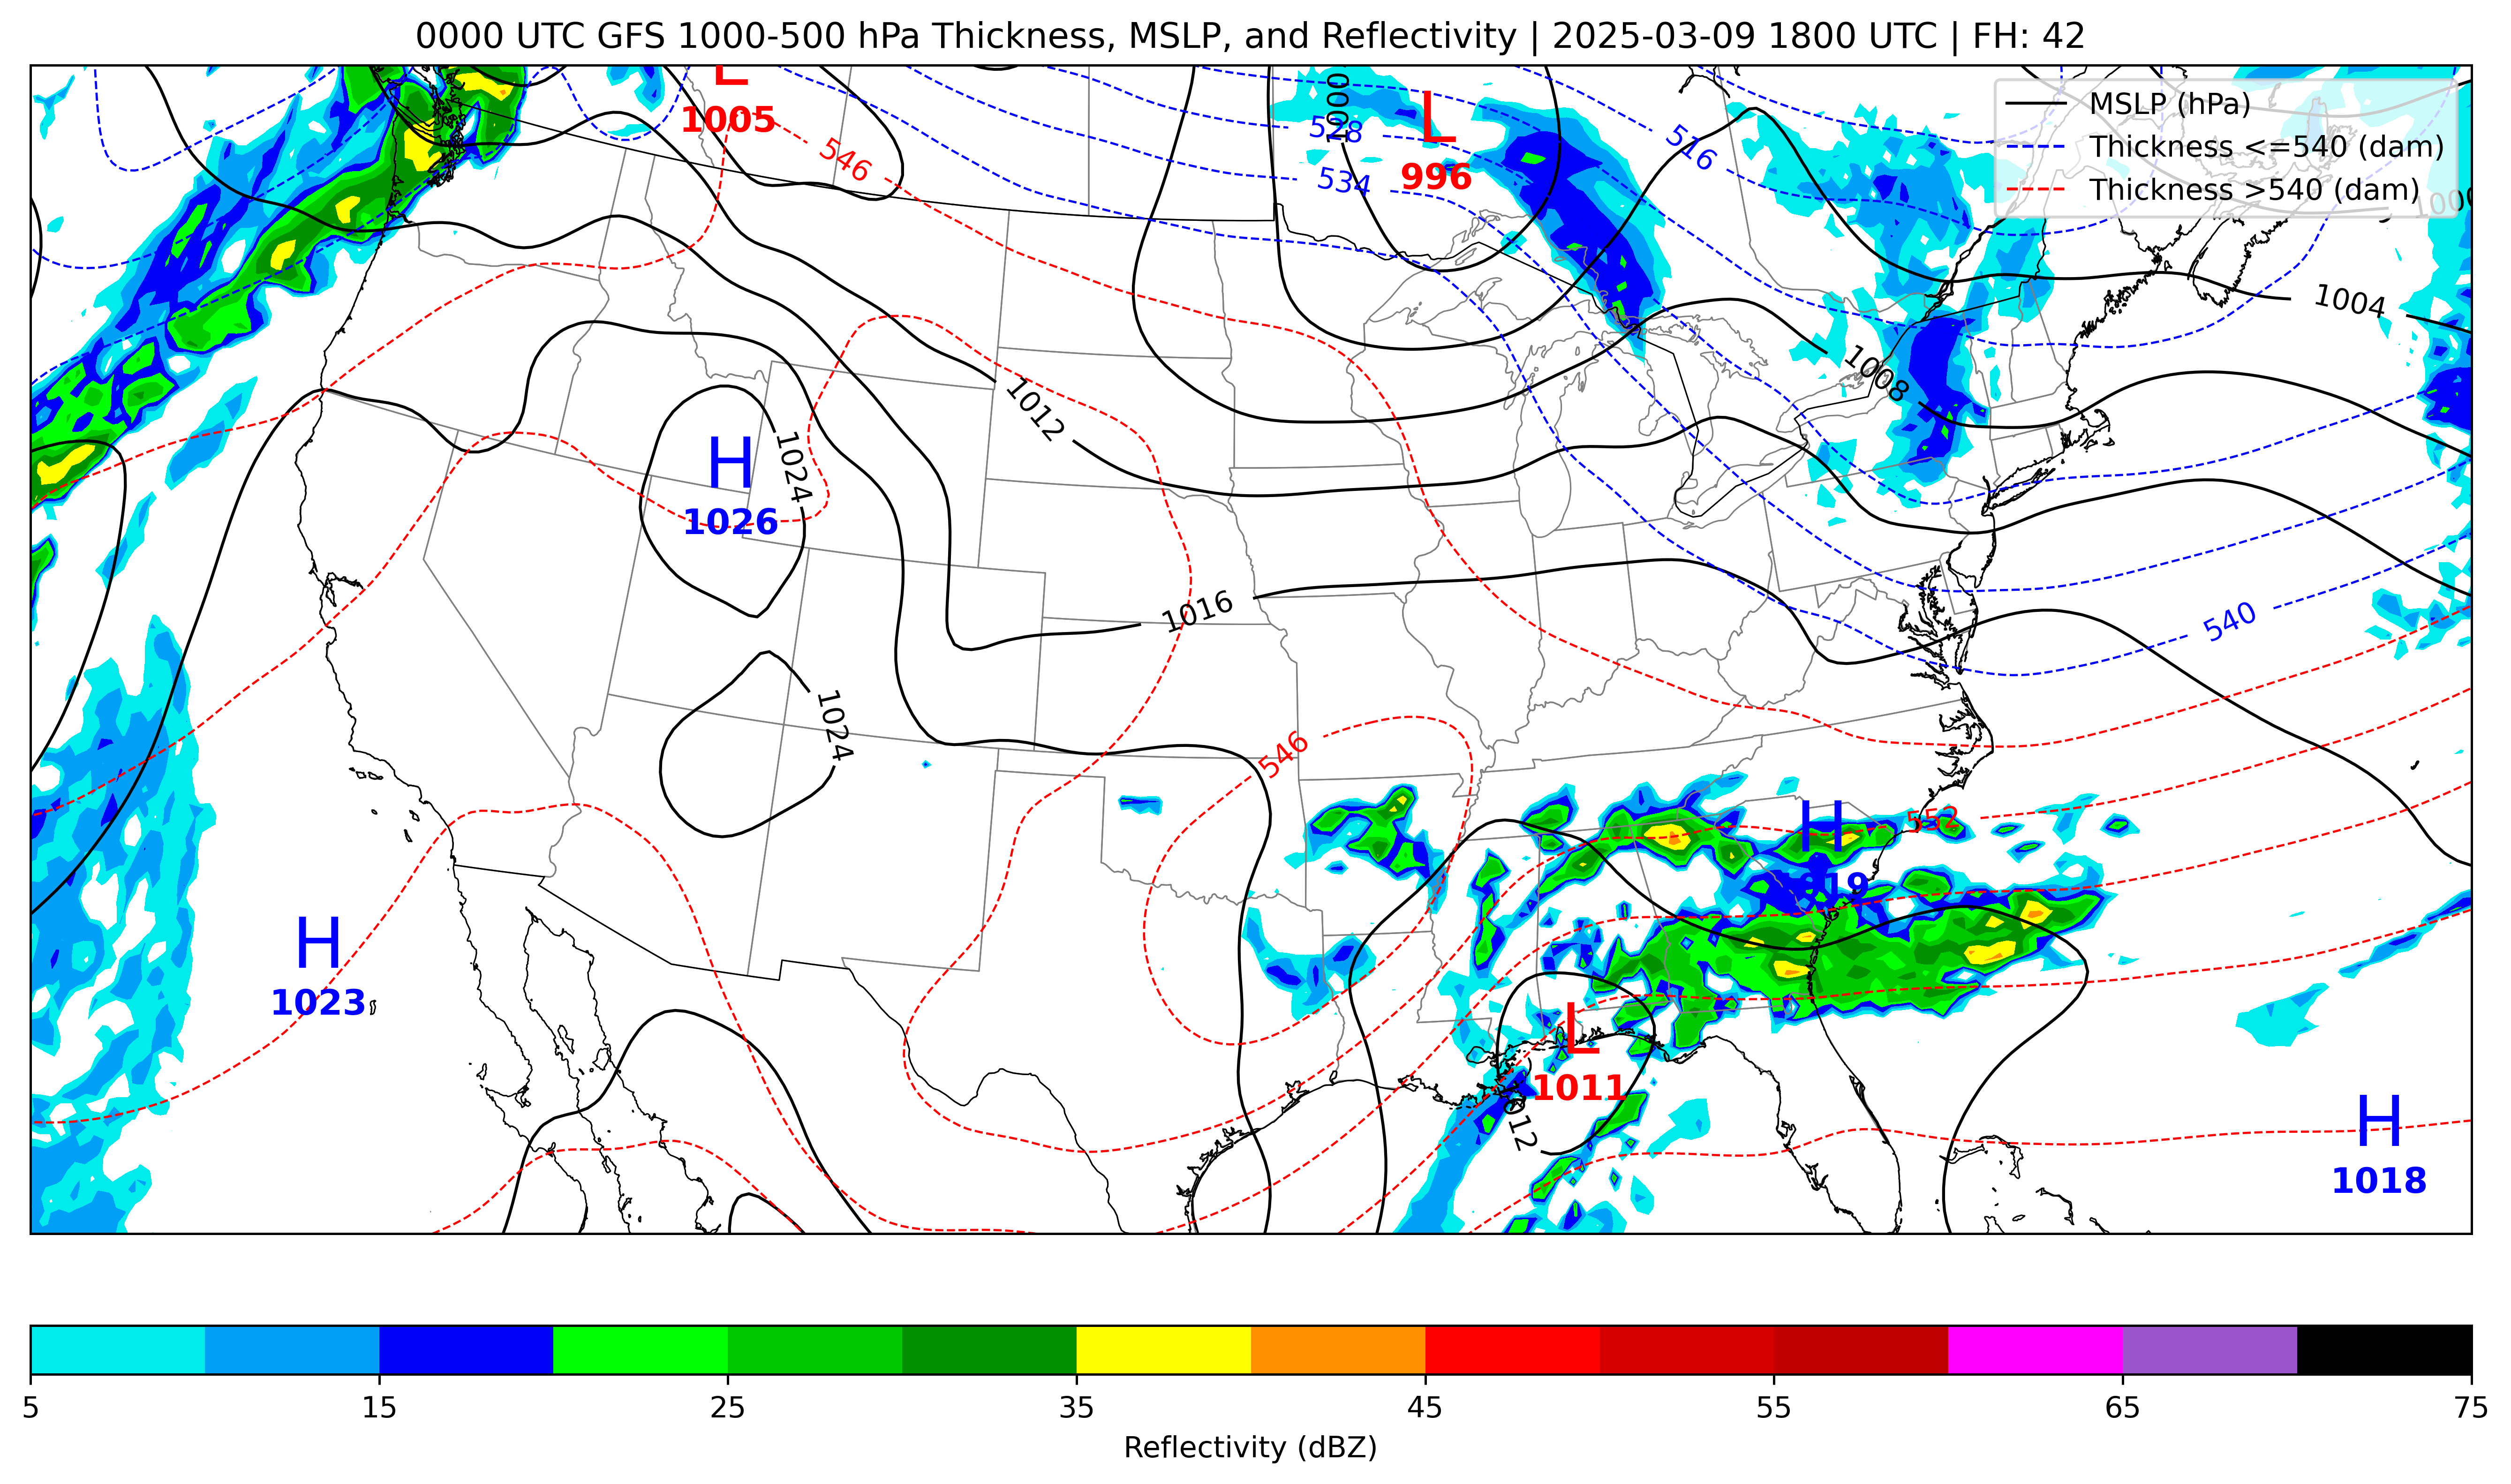 0000 UTC GFS 1000-500 hPa Thickness, MSLP, and Reflectivity | 2025-03-09 1800 UTC | FH: 42
MSLP (hPa)
Thickness <=540 (dam)
Thickness >540 (dam)
L
1005
546
1000
528
534
L
996
516
1004
1008
1012
1024
H
1026
1016
540
1024
546
552
H
H
1023
L
1011
H
1018
5
15
25
35
45
55
65
75
Reflectivity (dBZ)